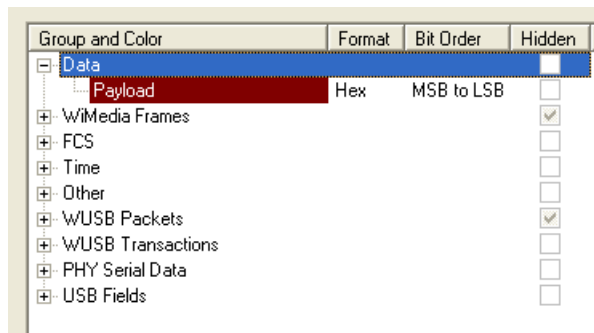 Group and Color Format Bit Order Hidden
Data
Payload Hex MSB to LSB
WiMedia Frames
FCS
Time
Other
WUSB Packets
WUSB Transactions
PHY Serial Data
USB Fields